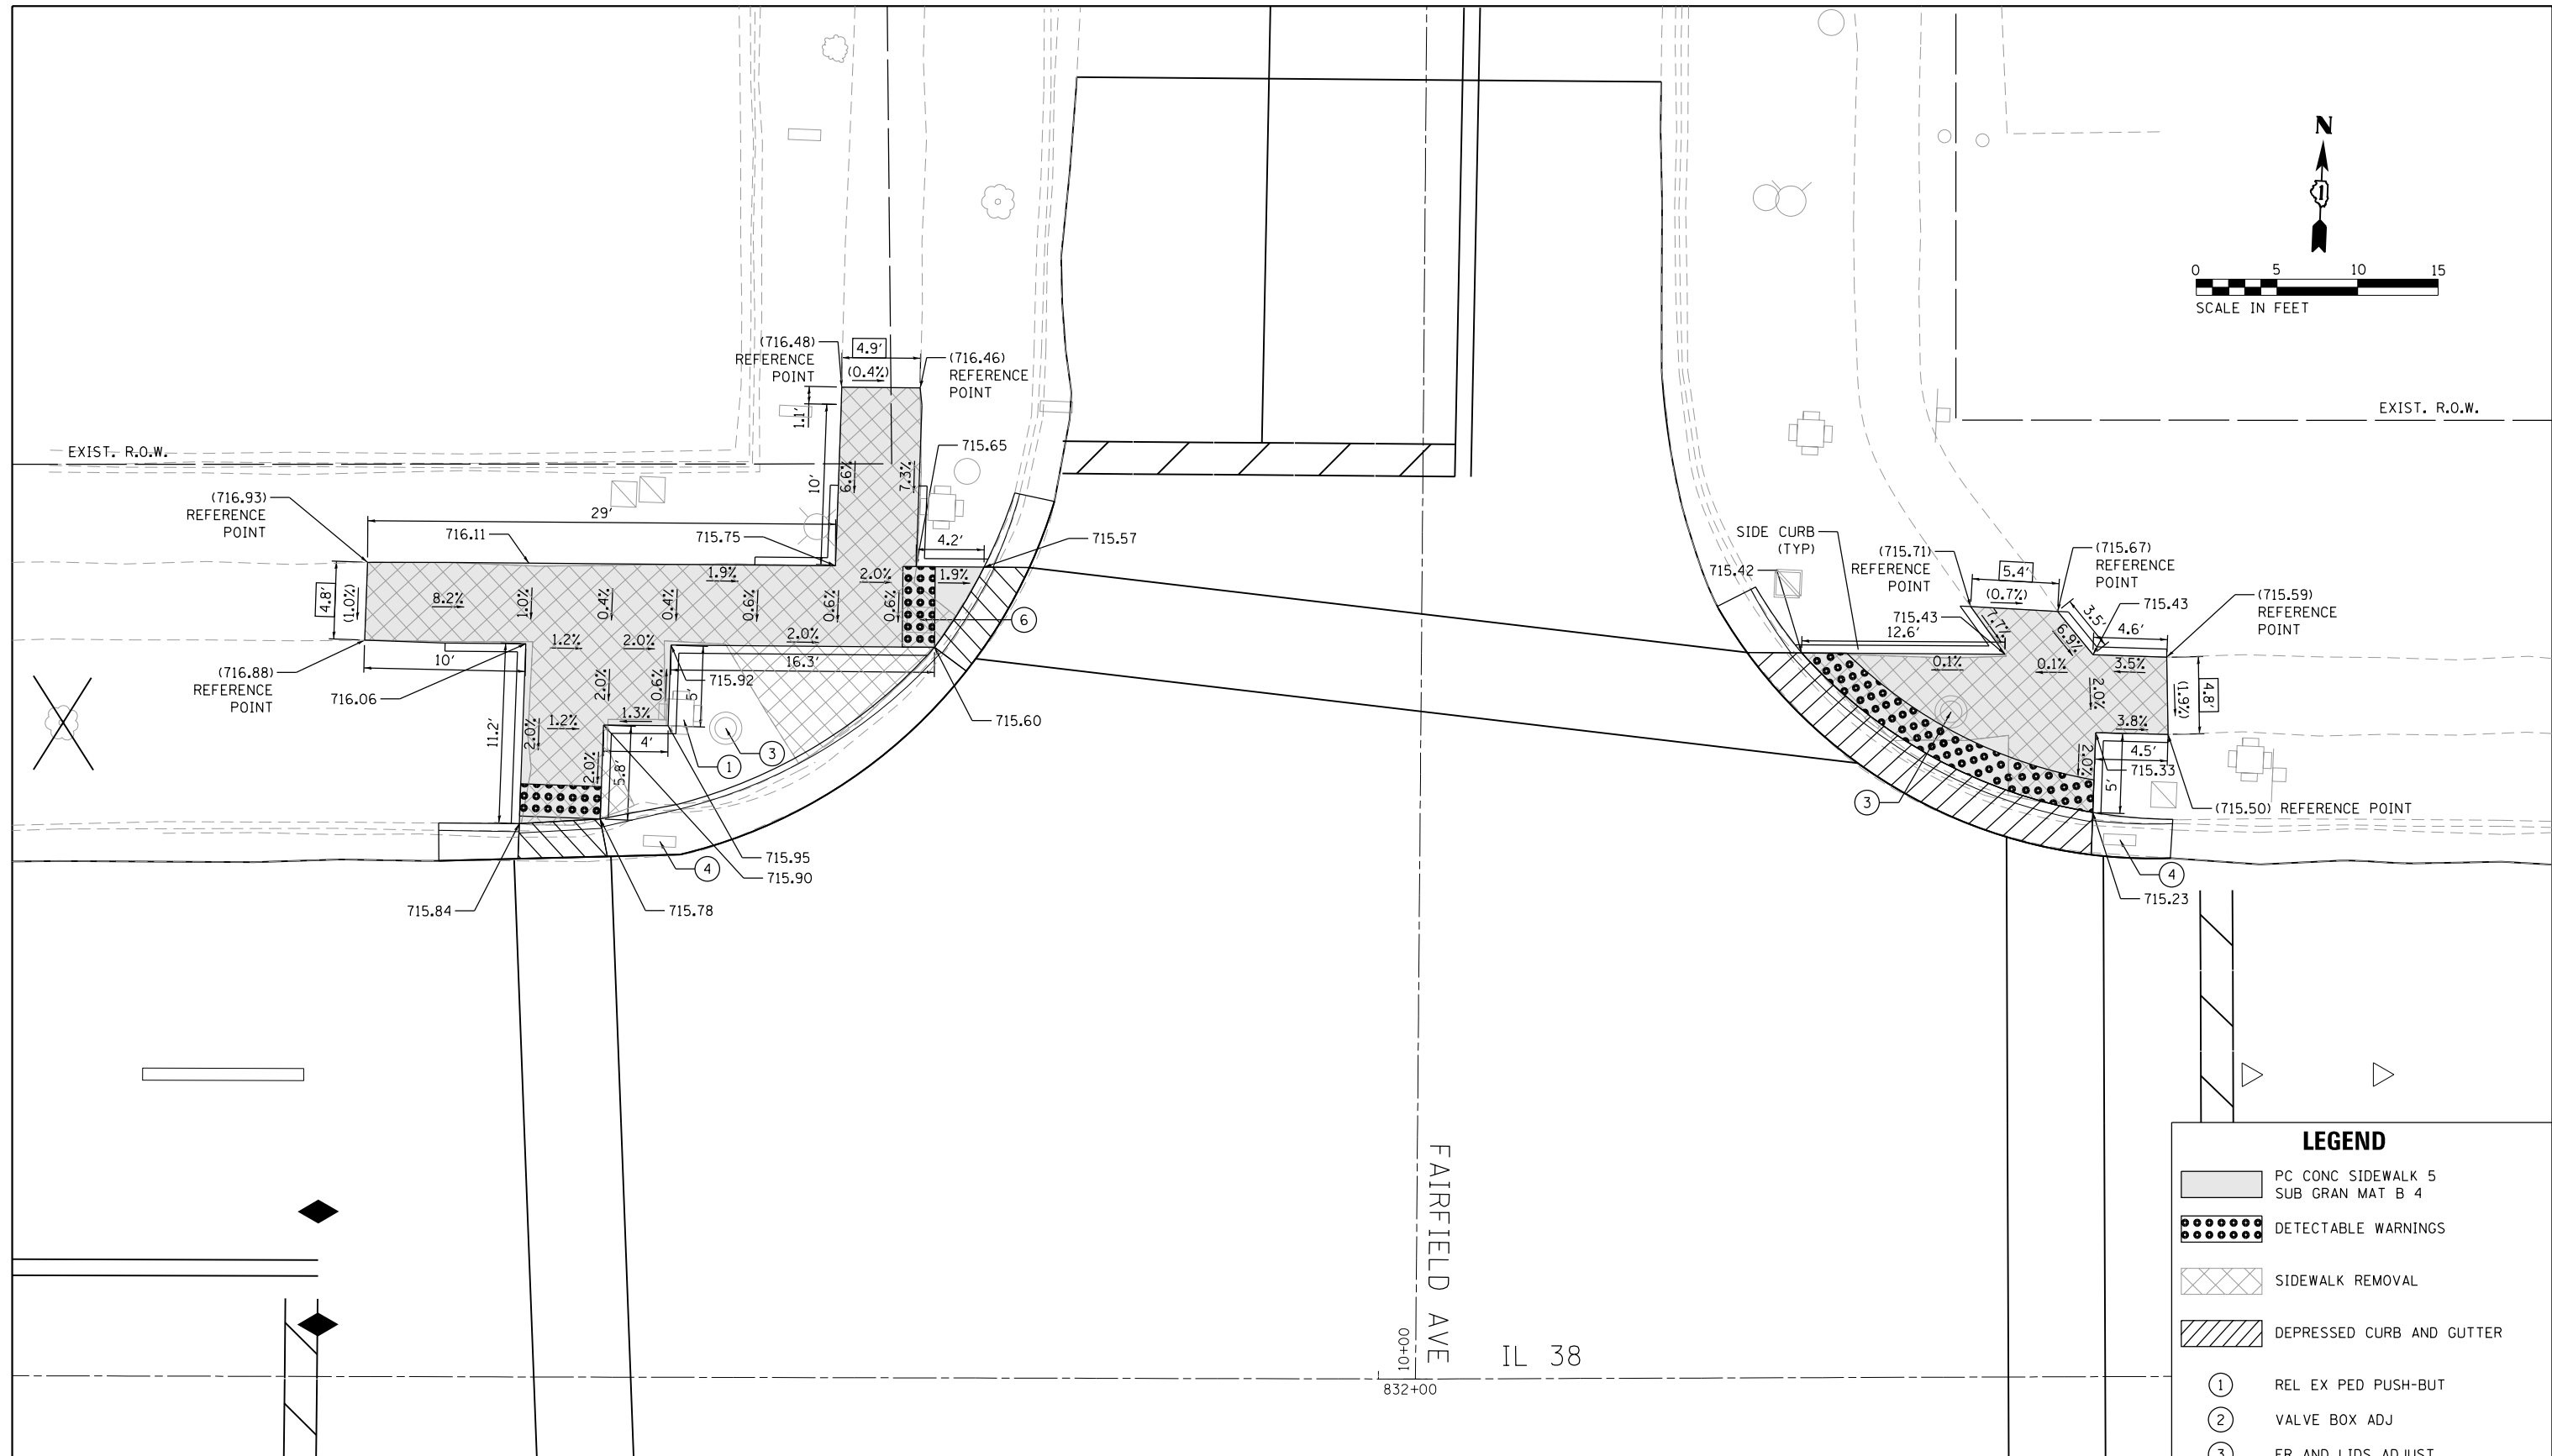 N
1
0 5 10 15
SCALE IN FEET
(716.48)
REFERENCE
POINT
4.9'
(0.4%)
(716.46)
REFERENCE
POINT
1.1'
10'
6.6%
7.3%
715.65
EXIST. R.O.W.
EXIST. R.O.W.
(716.93)
REFERENCE
POINT
29'
716.11
715.75
4.2'
715.57
4.8'
(1.0%)
8.2%
1.0%
0.4%
0.4%
1.9%
0.6%
0.6%
2.0%
0.6%
1.9%
6
1.2%
2.0%
2.0%
(716.88)
REFERENCE
POINT
10'
716.06
16.3'
715.92
5'
2.0%
0.6%
715.60
11.2'
2.0%
1.2%
1.3%
4'
2.0%
5.8'
1
3
715.95
715.90
4
715.84
715.78
SIDE CURB
(TYP)
715.42
(715.71)
REFERENCE
POINT
5.4'
(0.7%)
(715.67)
REFERENCE
POINT
3.5'
715.43
715.43
12.6'
7.7%
6.9%
4.6'
(715.59)
REFERENCE
POINT
0.1%
0.1%
3.5%
2.0%
(1.9%)
4.8'
3.8%
4.5'
2.0%
715.33
5'
3
(715.50) REFERENCE POINT
4
715.23
FAIRFIELD AVE
10+00
832+00
IL 38
LEGEND
PC CONC SIDEWALK 5
SUB GRAN MAT B 4
DETECTABLE WARNINGS
SIDEWALK REMOVAL
DEPRESSED CURB AND GUTTER
1 REL EX PED PUSH-BUT
2 VALVE BOX ADJ
3 FR AND LIDS ADJUST